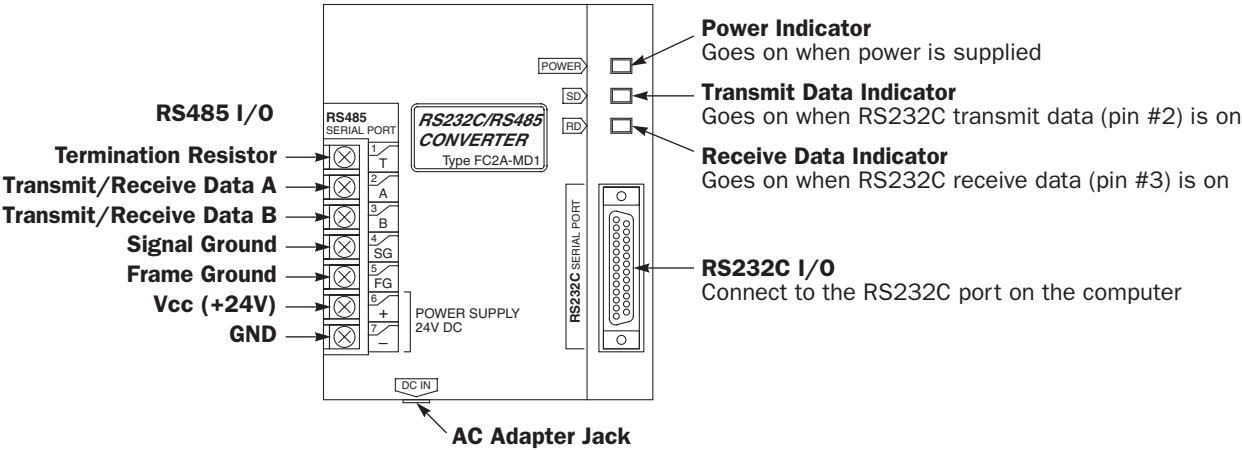 Power Indicator
Goes on when power is supplied
POWER
SD
Transmit Data Indicator
Goes on when RS232C transmit data (pin #2) is on
RD
Receive Data Indicator
Goes on when RS232C receive data (pin #3) is on
RS485 I/O
RS485
SERIAL PORT
RS232C/RS485
CONVERTER
Type FC2A-MD1
Termination Resistor
1
T
Transmit/Receive Data A
2
A
Transmit/Receive Data B
3
B
Signal Ground
4
SG
Frame Ground
5
FG
Vcc (+24V)
6
+
GND
7
–
POWER SUPPLY
24V DC
RS232C SERIAL PORT
RS232C I/O
Connect to the RS232C port on the computer
DC IN
AC Adapter Jack